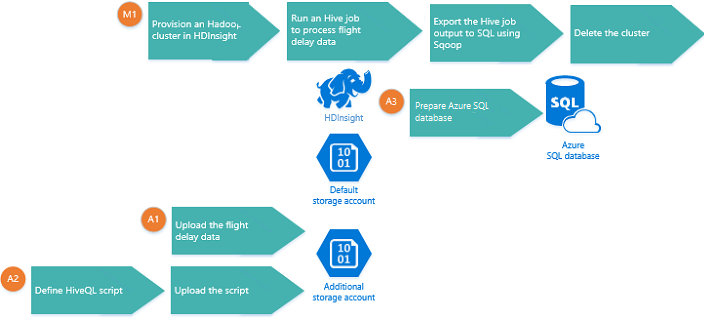 M1
Provision an Hadoop
cluster in HDInsight
Run an Hive job
to process flight
delay data
Export the Hive job
output to SQL using
Sqoop
Delete the cluster
HDInsight
A3
Prepare Azure SQL
database
SQL
Azure
SQL database
10
01
Default
storage account
A1
Upload the flight
delay data
10
01
Additional
storage account
A2
Define HiveQL script
Upload the script